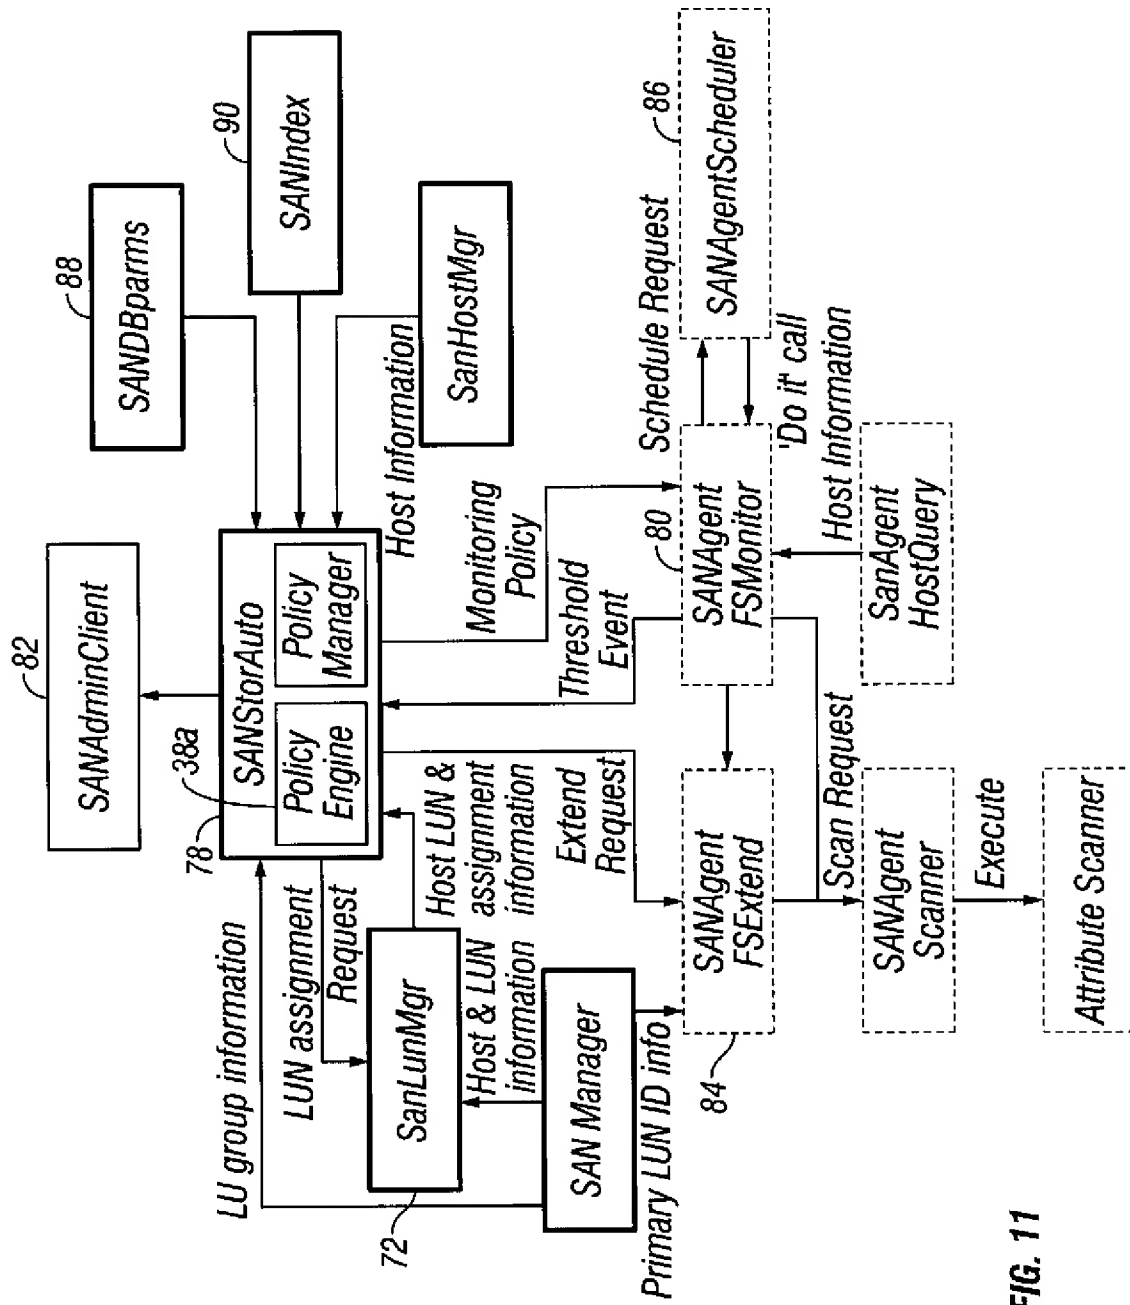 82
SANAdminClient
88
SANDBparms
90
SANIndex
78
SANStorAuto
38a
Policy
Engine
Policy
Manager
Host Information
SanHostMgr
LU group information
LUN assignment
Request
Host LUN &
assignment
information
SanLunMgr
72
Host & LUN
information
SAN Manager
Primary LUN ID info
Extend
Request
Threshold
Event
Monitoring
Policy
Schedule Request
86
SANAgentScheduler
'Do it' call
80
SANAgent
FSMonitor
Host Information
SanAgent
HostQuery
84
SANAgent
FSExtend
Scan Request
SANAgent
Scanner
Execute
Attribute Scanner
FIG. 11